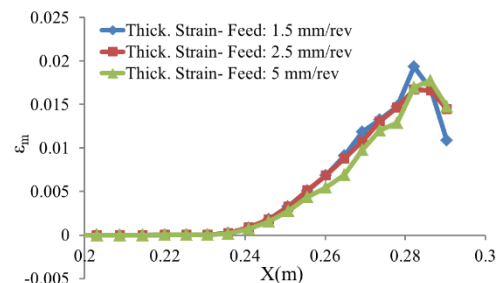 0.025
Thick. Strain- Feed: 1.5 mm/rev
0.02
Thick. Strain- Feed: 2.5 mm/rev
Thick. Strain- Feed: 5 mm/rev
0.015
εm
0.01
0.005
0
0.2 0.22 0.24 0.26 0.28 0.3
-0.005
X(m)